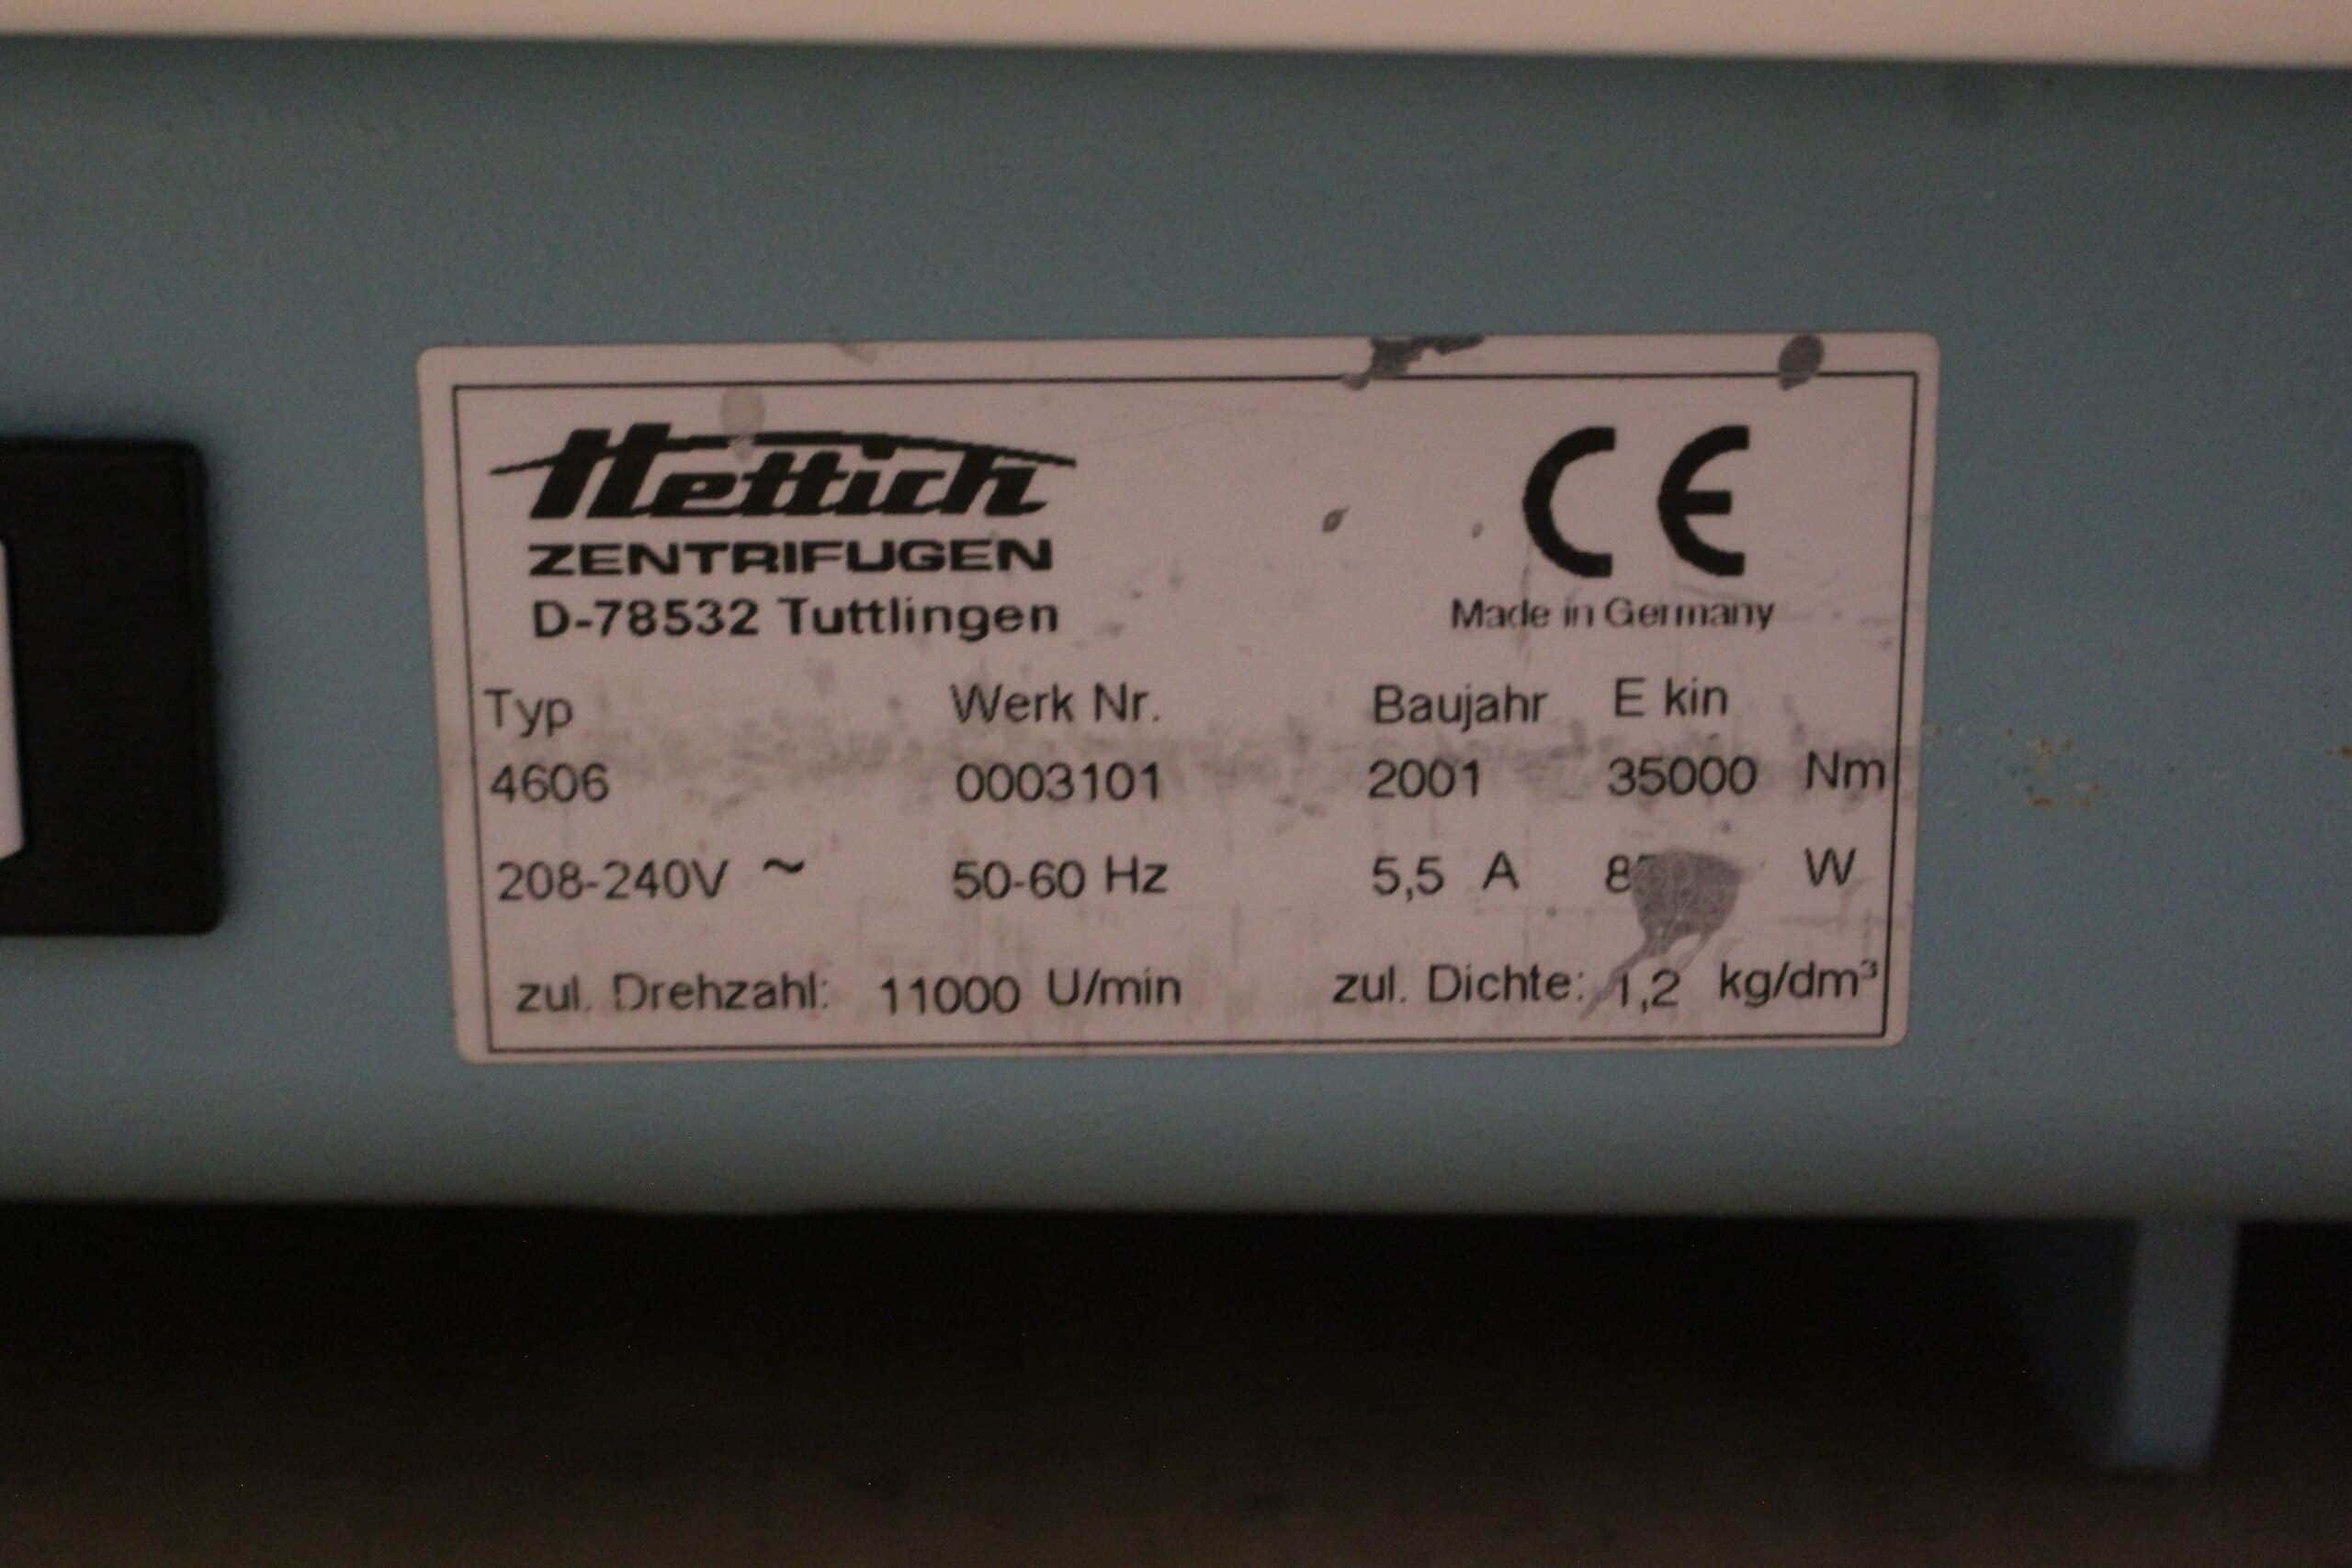 Hettich
ZENTRIFUGEN
D-78532 Tuttlingen
CE
Made in Germany
Typ Werk Nr. Baujahr E kin
4606 0003101 2001 35000 Nm
208-240V ~ 50-60 Hz 5,5 A W
zul. Drehzahl: 11000 U/min zul. Dichte: 1,2 kg/dm³